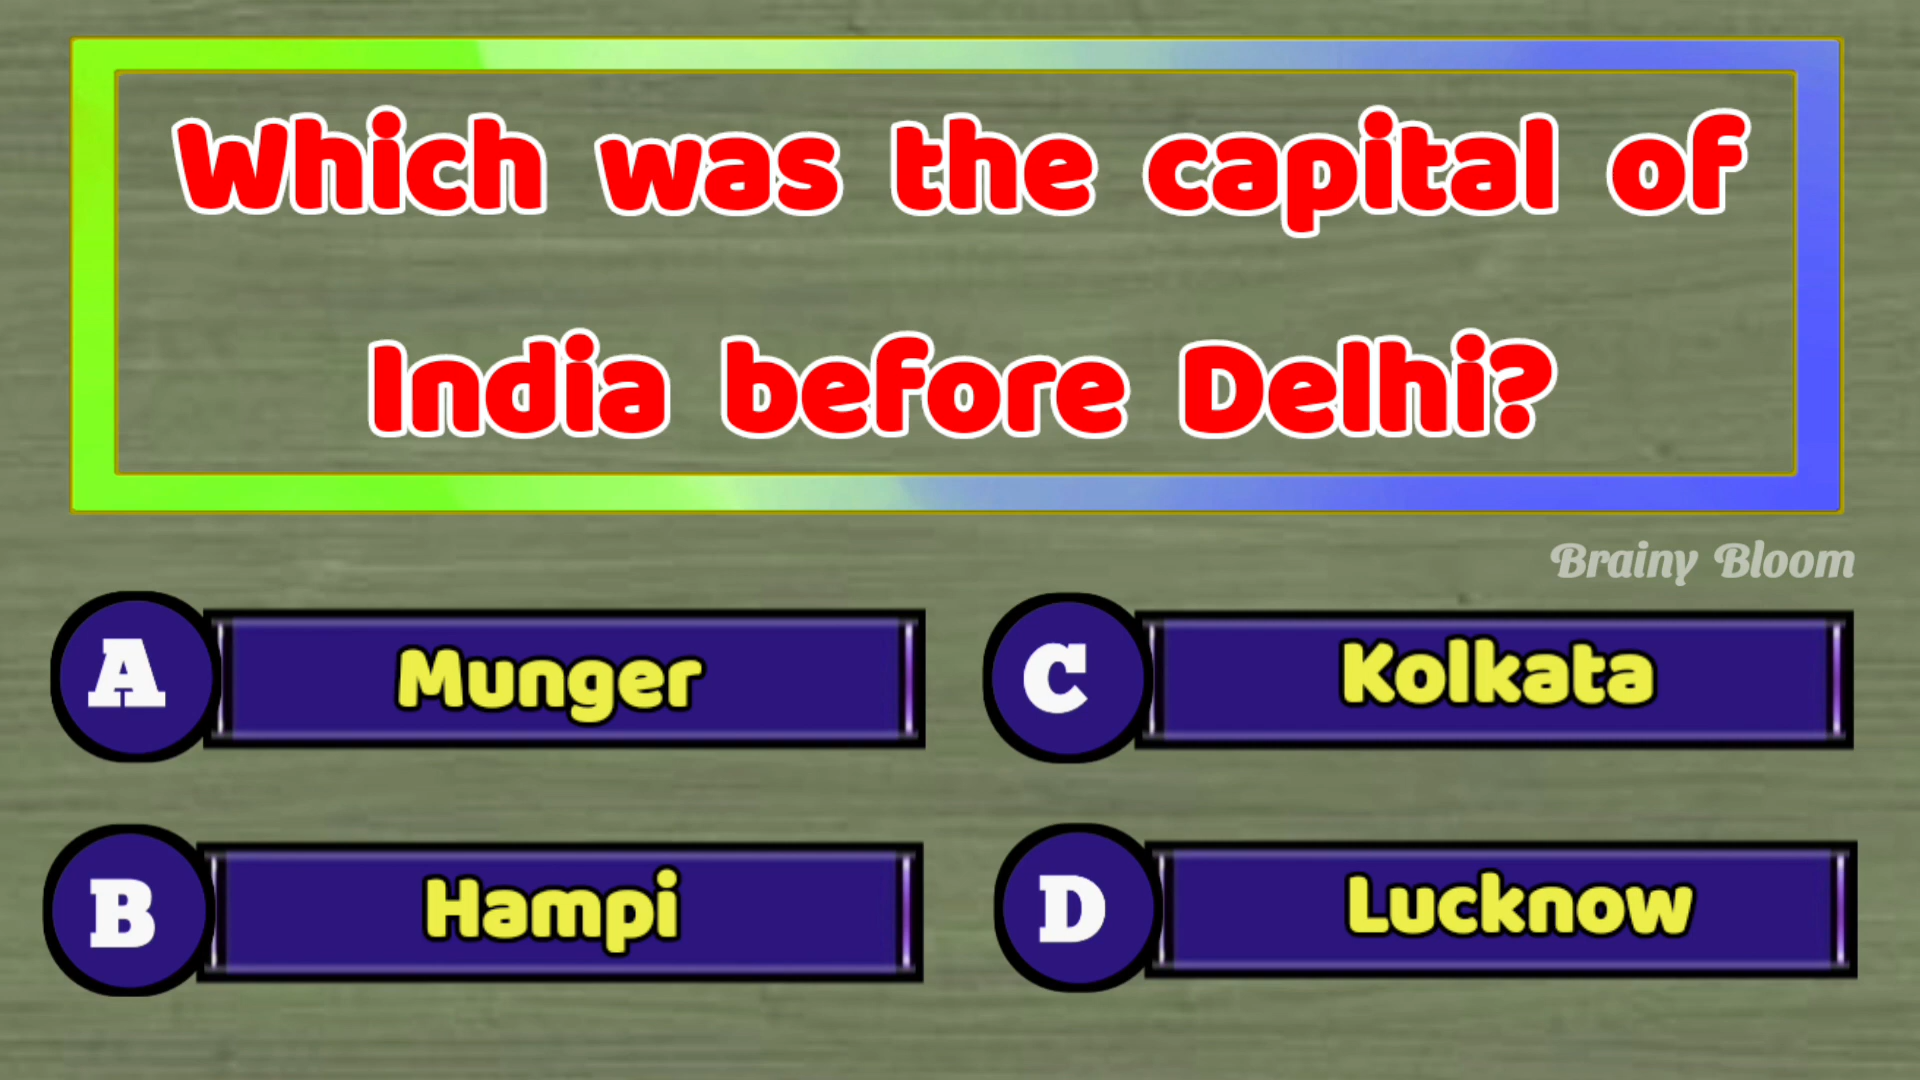 Which was the capital of
India before Delhi?
Brainy Bloom
A Munger
C Kolkata
B Hampi
D Lucknow